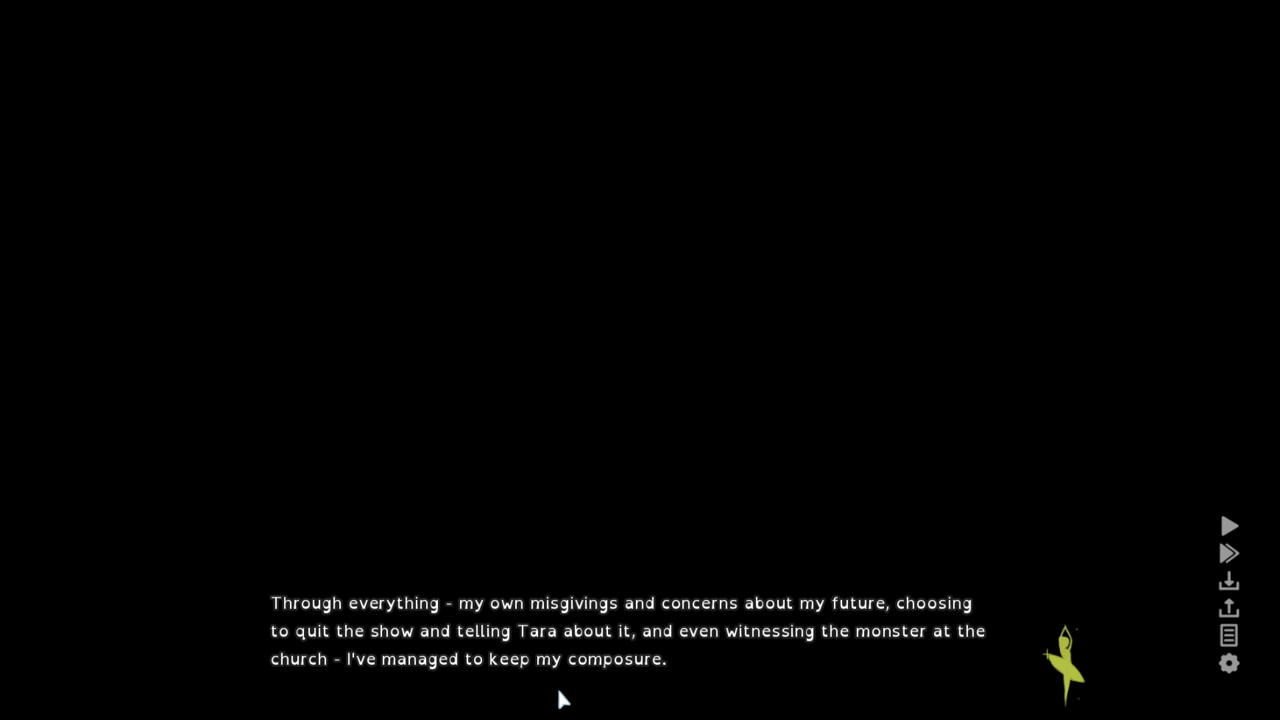 Through everything - my own misgivings and concerns about my future, choosing
to quit the show and telling Tara about it, and even witnessing the monster at the
church - I've managed to keep my composure.